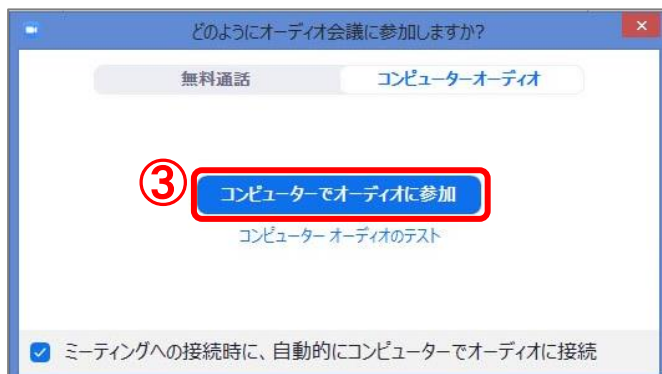 どのようにオーディオ会議に参加しますか?
無料通話 コンピューターオーディオ
③ コンピューターでオーディオに参加
コンピューター オーディオのテスト
ミーティングへの接続時に、自動的にコンピューターでオーディオに接続